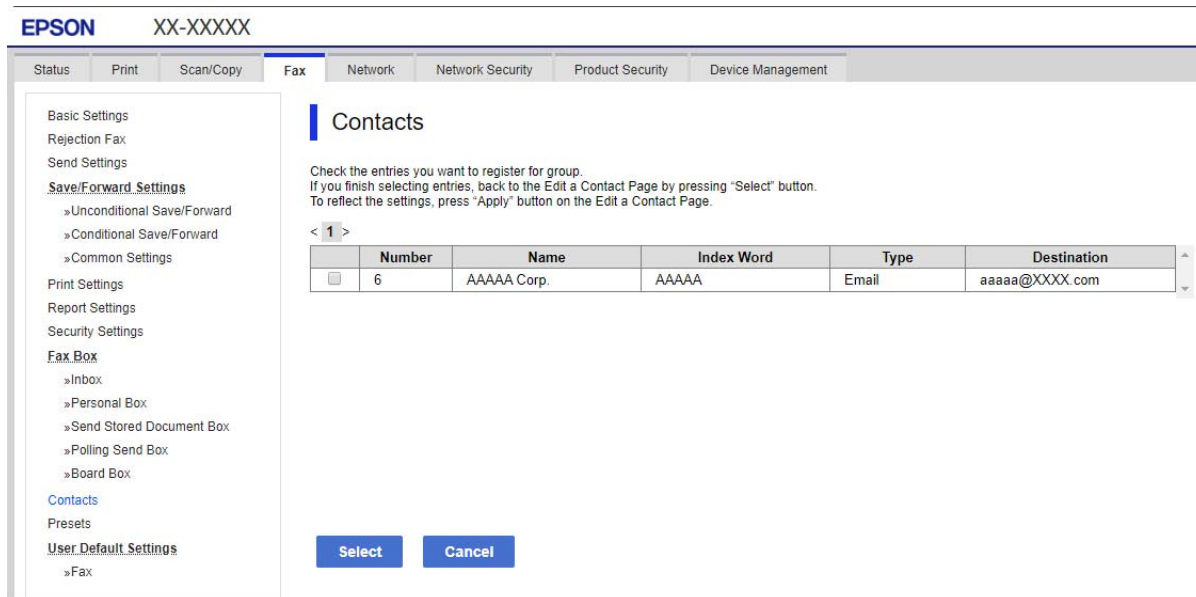 EPSON XX-XXXXX
Status Print Scan/Copy Fax Network Network Security Product Security Device Management
Basic Settings
Rejection Fax
Send Settings
Save/Forward Settings
»Unconditional Save/Forward
»Conditional Save/Forward
»Common Settings
Print Settings
Report Settings
Security Settings
Fax Box
»Inbox
»Personal Box
»Send Stored Document Box
»Polling Send Box
»Board Box
Contacts
Presets
User Default Settings
»Fax
Contacts
Check the entries you want to register for group.
If you finish selecting entries, back to the Edit a Contact Page by pressing “Select” button.
To reflect the settings, press “Apply” button on the Edit a Contact Page.
< 1 >
Number Name Index Word Type Destination
6 AAAAA Corp. AAAAA Email aaaaa@XXXX.com
Select Cancel